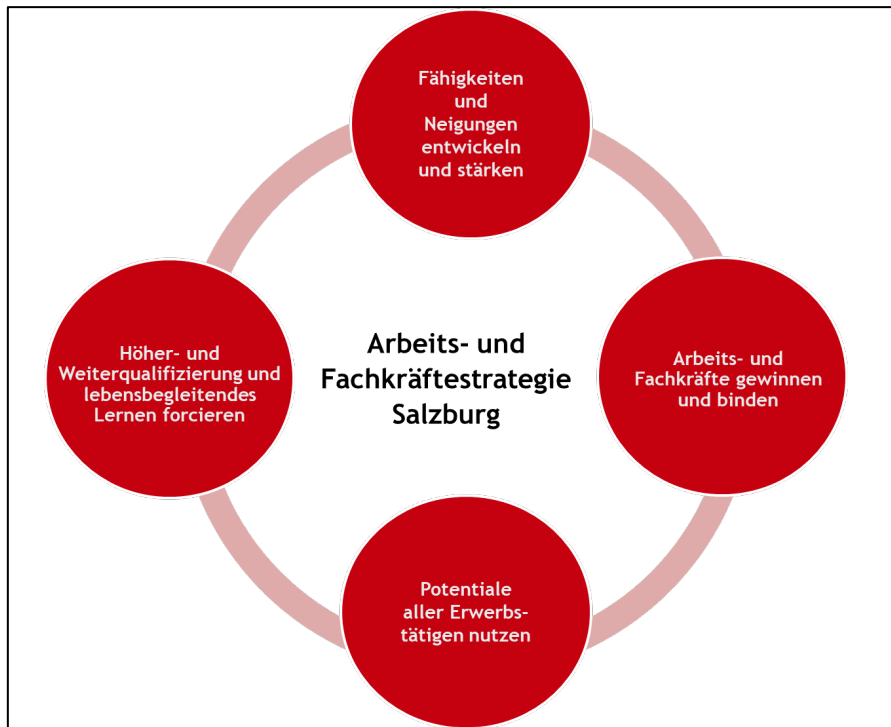 Fähigkeiten
und
Neigungen
entwickeln
und stärken
Höher- und
Weiterqualifizierung und
lebensbegleitendes
Lernen forcieren
Arbeits- und
Fachkräftestrategie
Salzburg
Arbeits- und
Fachkräfte gewinnen
und binden
Potentiale
aller Erwerbs-
tätigen nutzen